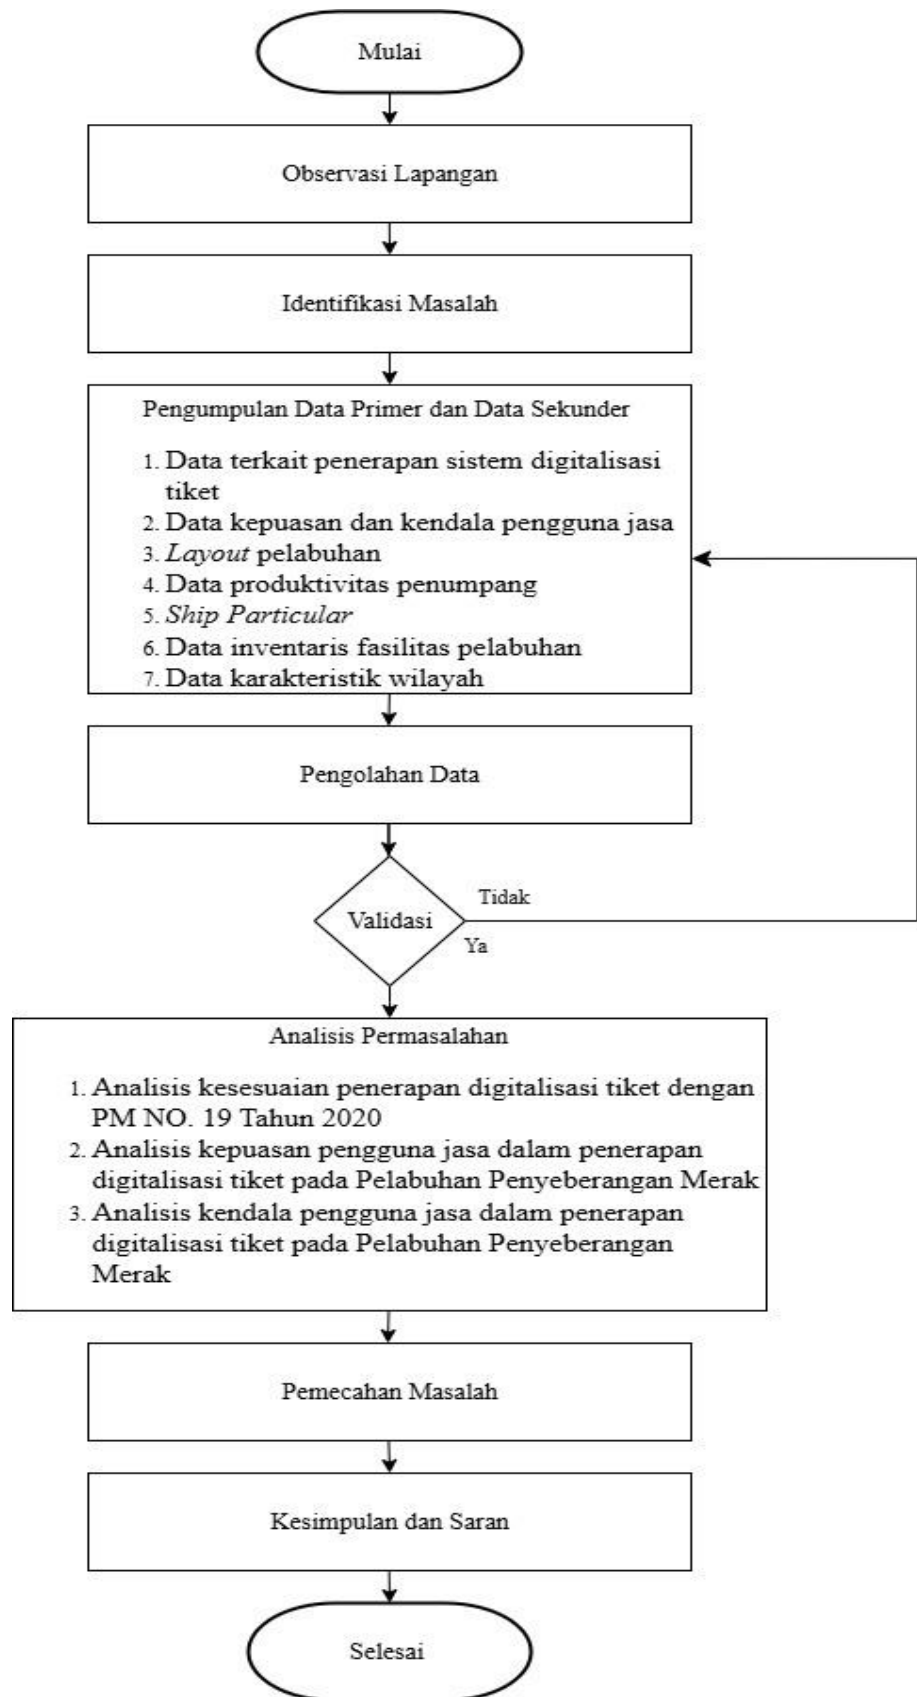 Mulai
Observasi Lapangan
Identifikasi Masalah
Pengumpulan Data Primer dan Data Sekunder
1. Data terkait penerapan sistem digitalisasi
tiket
2. Data kepuasan dan kendala pengguna jasa
3. Layout pelabuhan
4. Data produktivitas penumpang
5. Ship Particular
6. Data inventaris fasilitas pelabuhan
7. Data karakteristik wilayah
Pengolahan Data
Validasi
Tidak
Ya
Analisis Permasalahan
1. Analisis kesesuaian penerapan digitalisasi tiket dengan
PM NO. 19 Tahun 2020
2. Analisis kepuasan pengguna jasa dalam penerapan
digitalisasi tiket pada Pelabuhan Penyeberangan Merak
3. Analisis kendala pengguna jasa dalam penerapan
digitalisasi tiket pada Pelabuhan Penyeberangan
Merak
Pemecahan Masalah
Kesimpulan dan Saran
Selesai